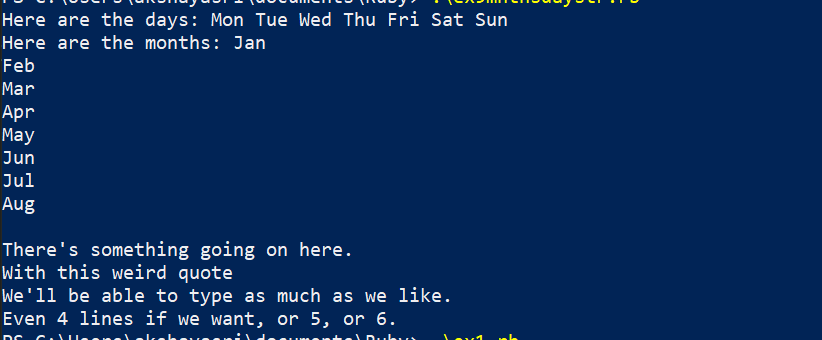 Here are the days: Mon Tue Wed Thu Fri Sat Sun
Here are the months: Jan
Feb
Mar
Apr
May
Jun
Jul
Aug
There's something going on here.
With this weird quote
We'll be able to type as much as we like.
Even 4 lines if we want, or 5, or 6.